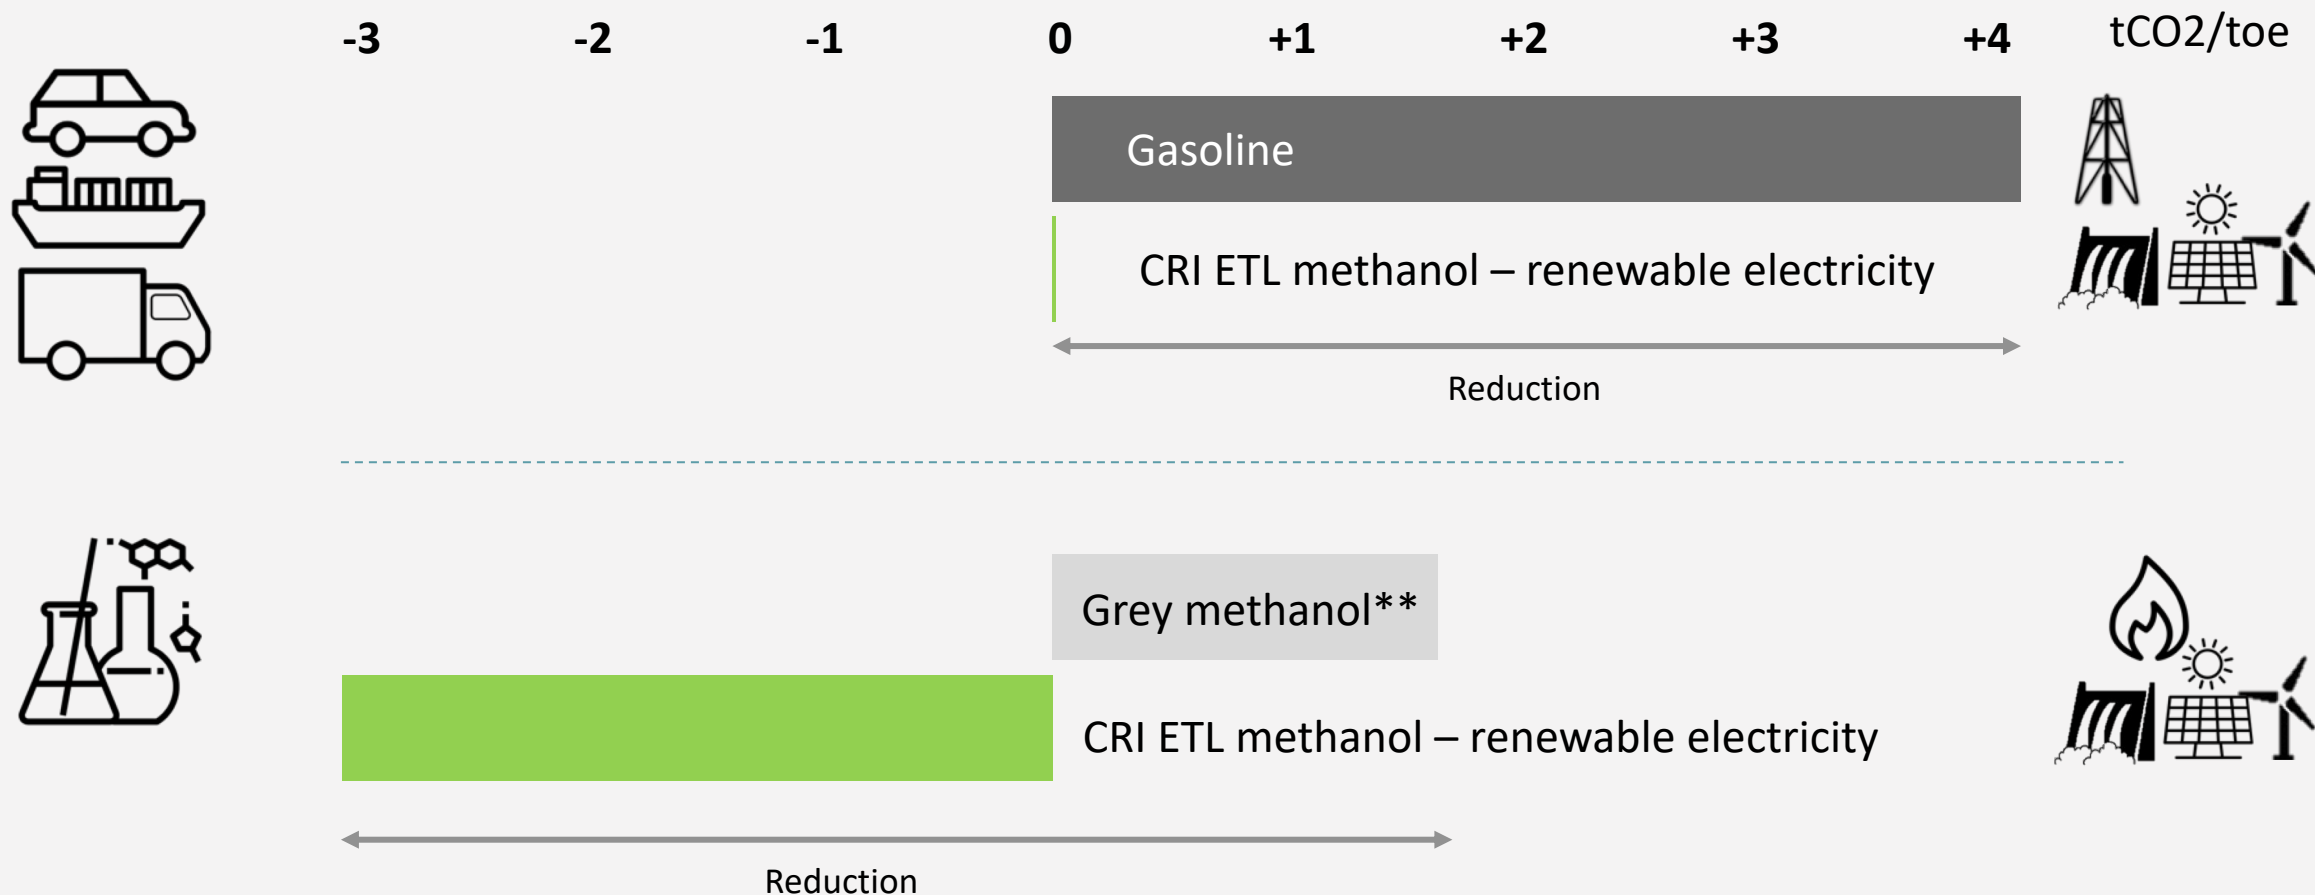 -3 -2 -1 0 +1 +2 +3 +4 tCO2/toe
Gasoline
CRI ETL methanol – renewable electricity
Reduction
Grey methanol**
CRI ETL methanol – renewable electricity
Reduction